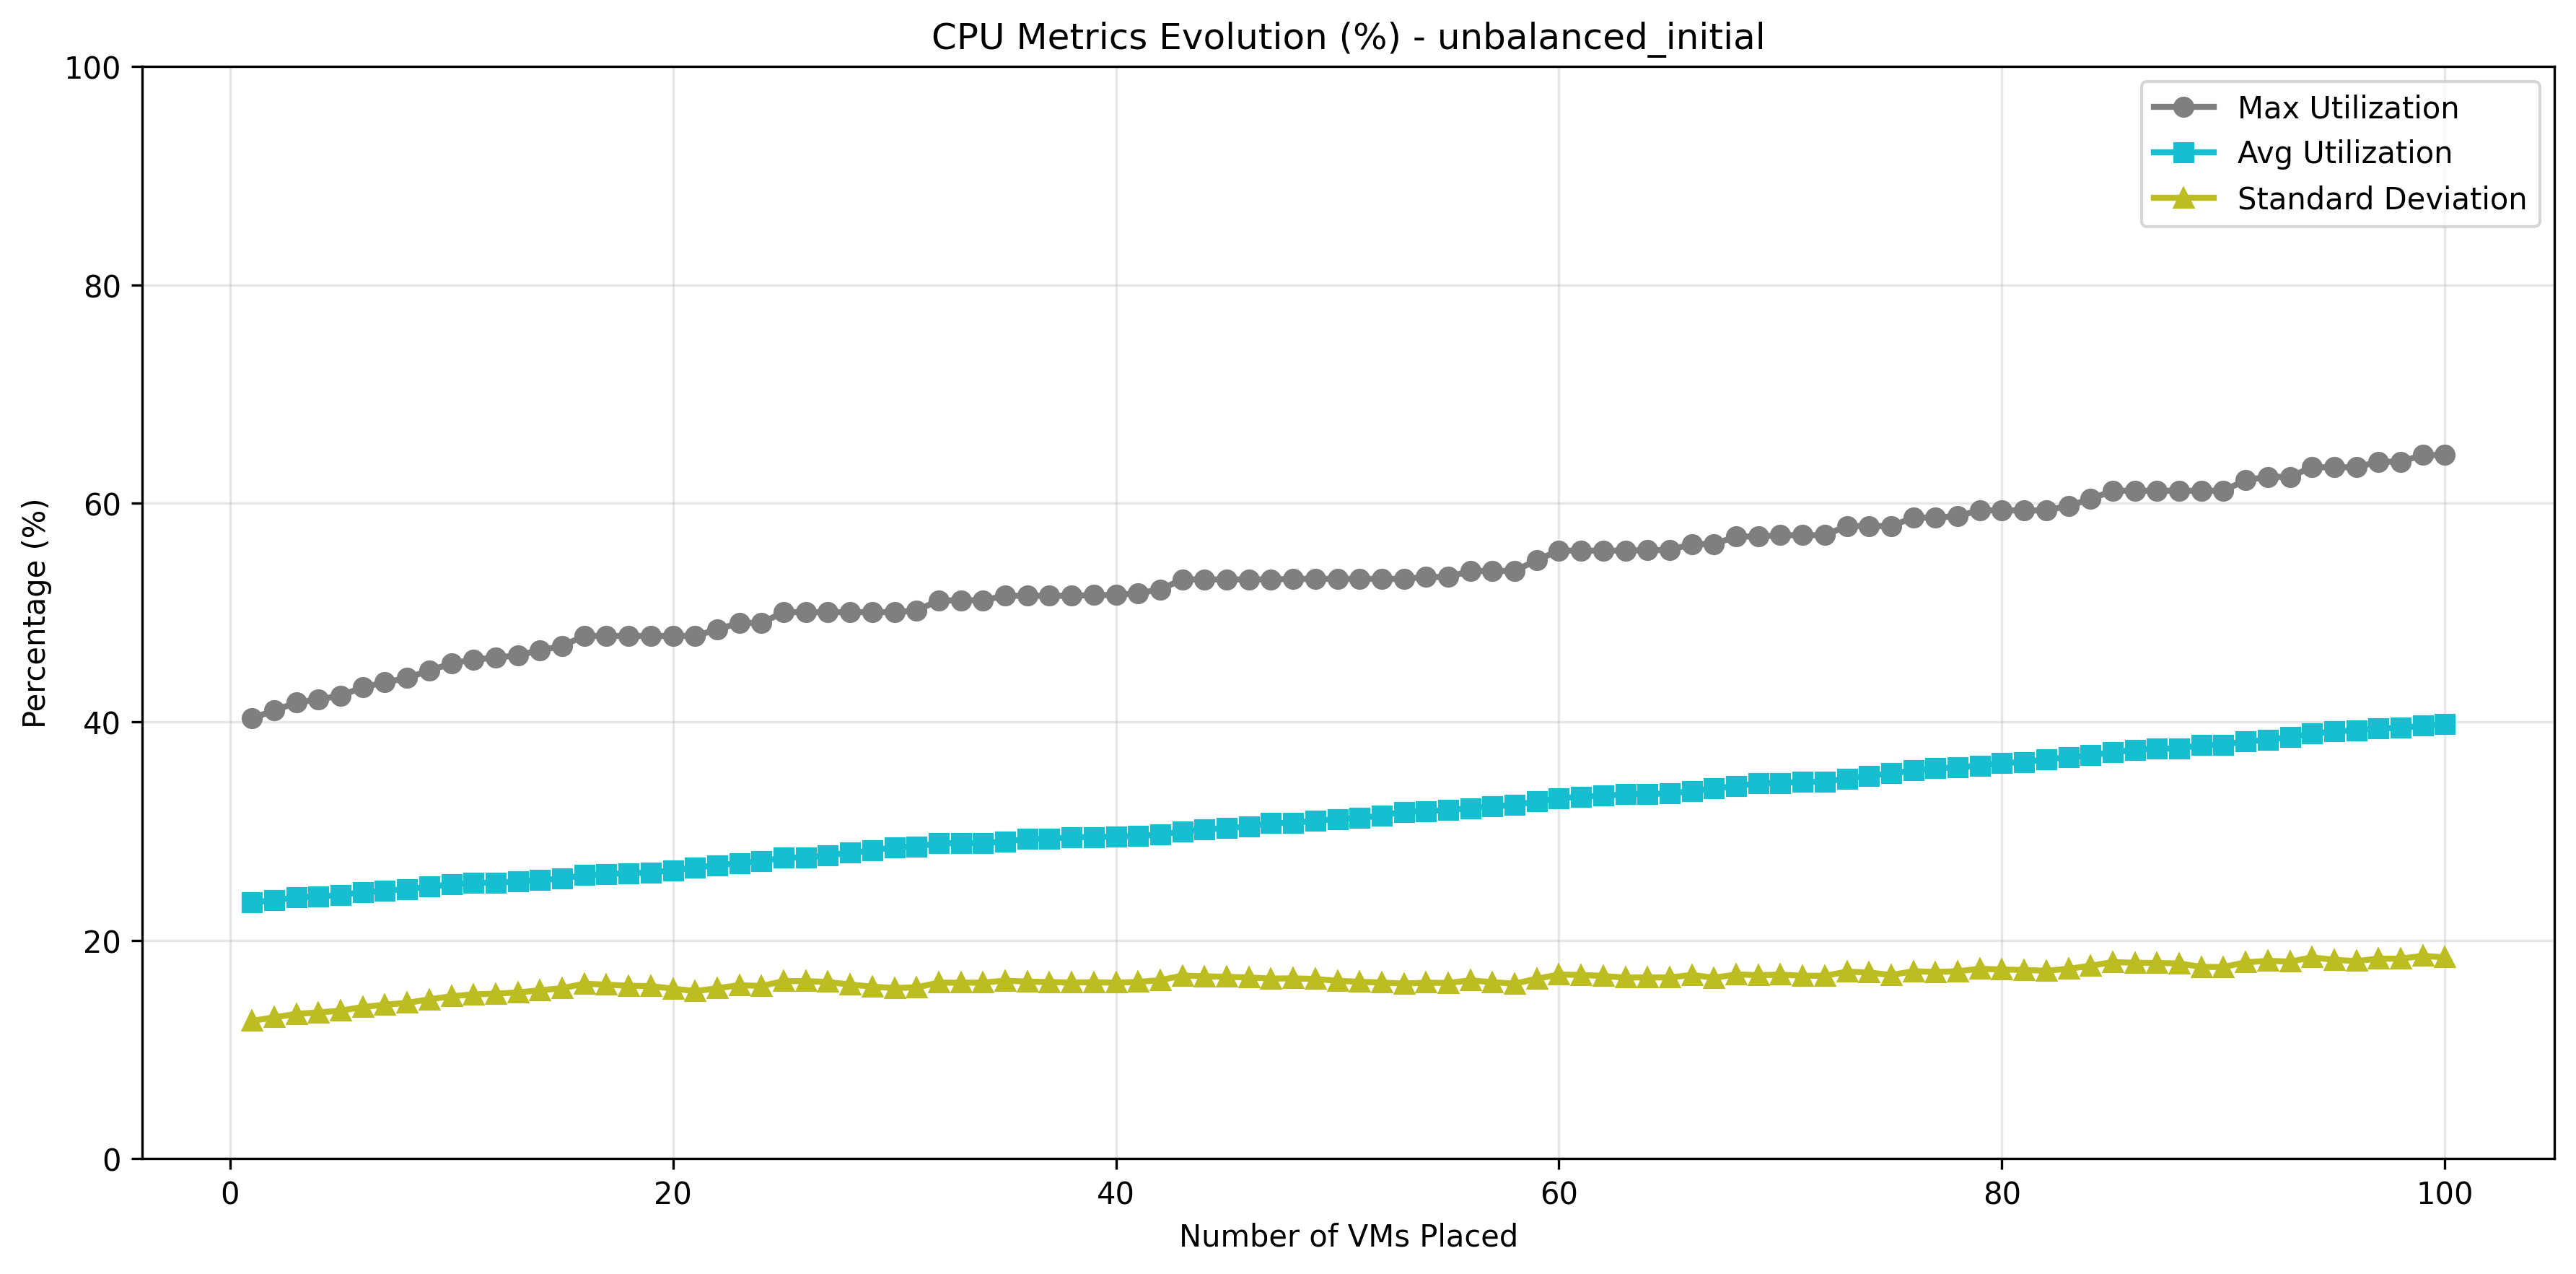 CPU Metrics Evolution (%) - unbalanced_initial
100
80
60
40
20
0
Percentage (%)
Max Utilization
Avg Utilization
Standard Deviation
0 20 40 60 80 100
Number of VMs Placed